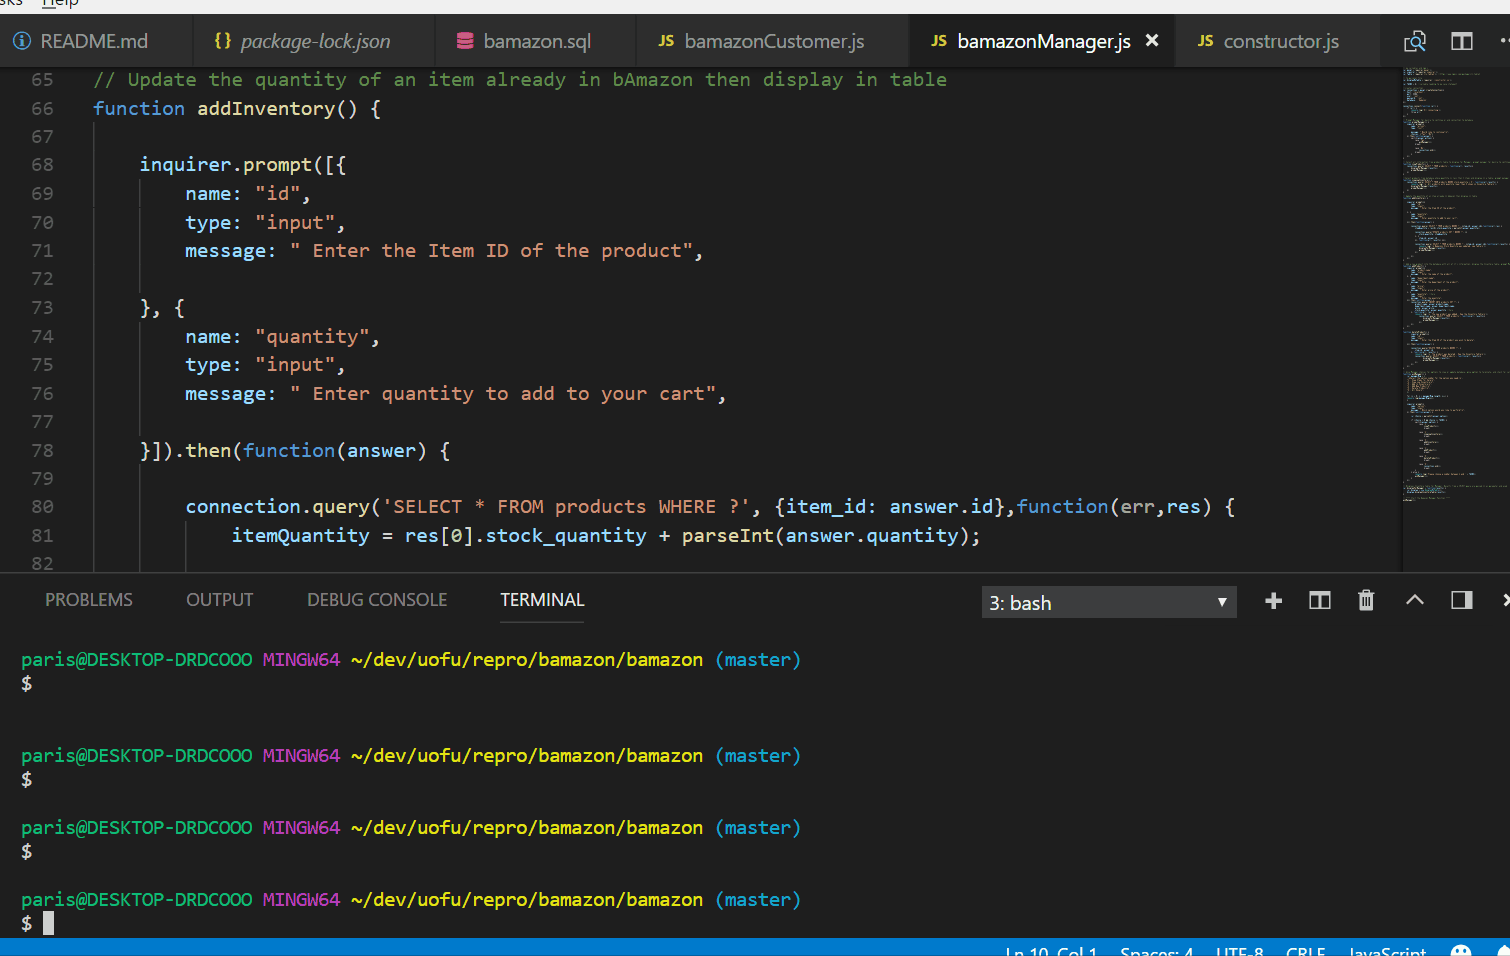 Help
README.md
{} package-lock.json
bamazon.sql
JS bamazonCustomer.js
JS bamazonManager.js
JS constructor.js
65 // Update the quantity of an item already in bAmazon then display in table
66 function addInventory() {
67
68 inquirer.prompt([{
69 name: "id",
70 type: "input",
71 message: " Enter the Item ID of the product",
72
73 }, {
74 name: "quantity",
75 type: "input",
76 message: " Enter quantity to add to your cart",
77
78 }]).then(function(answer) {
79
80 connection.query('SELECT * FROM products WHERE ?', {item_id: answer.id},function(err,res) {
81 itemQuantity = res[0].stock_quantity + parseInt(answer.quantity);
82
PROBLEMS OUTPUT DEBUG CONSOLE TERMINAL 3: bash
paris@DESKTOP-DRDCOOO MINGW64 ~/dev/uofu/repro/bamazon/bamazon (master)
$
paris@DESKTOP-DRDCOOO MINGW64 ~/dev/uofu/repro/bamazon/bamazon (master)
$
paris@DESKTOP-DRDCOOO MINGW64 ~/dev/uofu/repro/bamazon/bamazon (master)
$
paris@DESKTOP-DRDCOOO MINGW64 ~/dev/uofu/repro/bamazon/bamazon (master)
$
Ln 10, Col 1 Spaces: 4 UTF-8 CRLF JavaScript